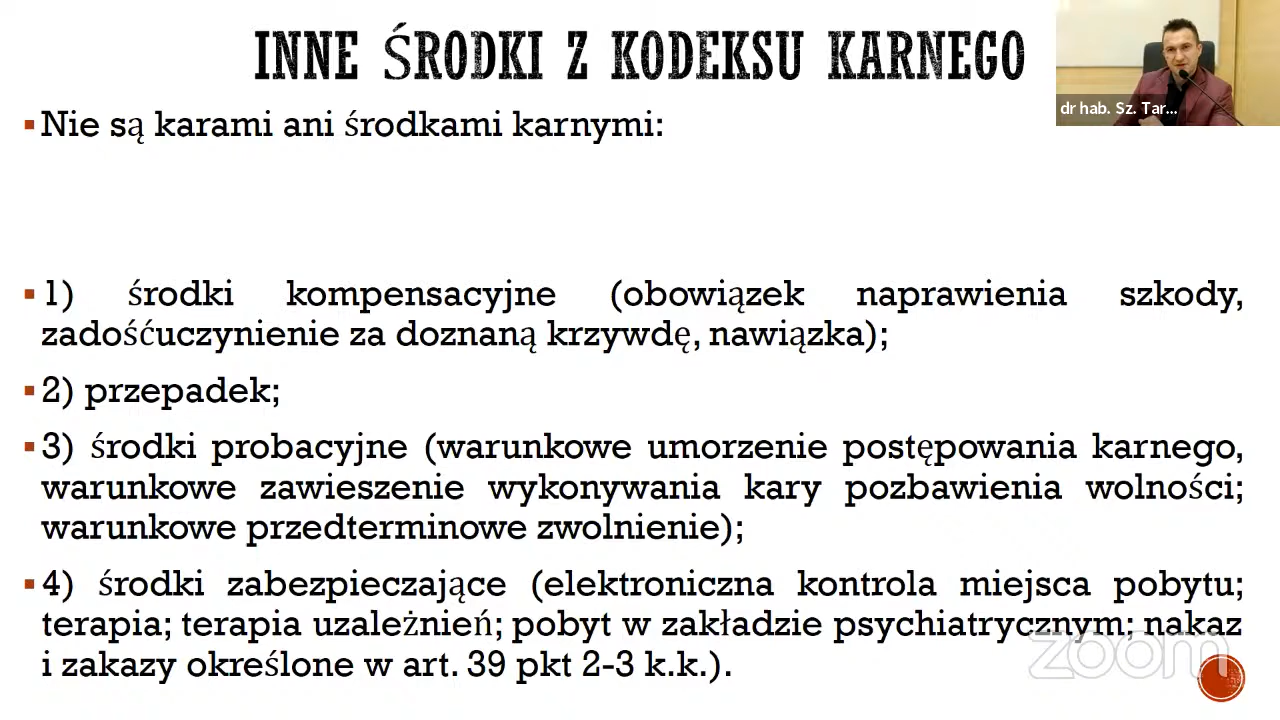 INNE ŚRODKI Z KODEKSU KARNEGO
dr hab. Sz. Tar...
▪Nie są karami ani środkami karnymi:
▪1) środki kompensacyjne (obowiązek naprawienia szkody,
zadośćuczynienie za doznaną krzywdę, nawiązka);
▪2) przepadek;
▪3) środki probacyjne (warunkowe umorzenie postępowania karnego,
warunkowe zawieszenie wykonywania kary pozbawienia wolności;
warunkowe przedterminowe zwolnienie);
▪4) środki zabezpieczające (elektroniczna kontrola miejsca pobytu;
terapia; terapia uzależnień; pobyt w zakładzie psychiatrycznym; nakaz
i zakazy określone w art. 39 pkt 2-3 k.k.).
zoom